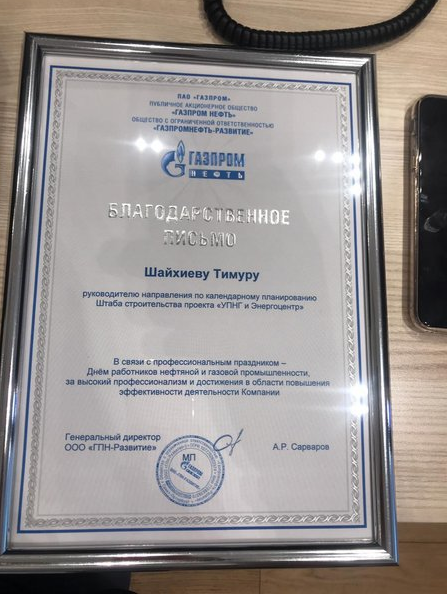 ПАО «ГАЗПРОМ»
ПУБЛИЧНОЕ АКЦИОНЕРНОЕ ОБЩЕСТВО
«ГАЗПРОМ НЕФТЬ»
ОБЩЕСТВО С ОГРАНИЧЕННОЙ ОТВЕТСТВЕННОСТЬЮ
«ГАЗПРОМНЕФТЬ-РАЗВИТИЕ»
ГАЗПРОМ
НЕФТЬ
БЛАГОДАРСТВЕННОЕ
ПИСЬМО
Шайхиеву Тимуру
руководителю направления по календарному планированию
Штаба строительства проекта «УПНГ и Энергоцентр»
В связи с профессиональным праздником –
Днём работников нефтяной и газовой промышленности,
за высокий профессионализм и достижения в области повышения
эффективности деятельности Компании
Генеральный директор
ООО «ГПН-Развитие»
А.Р. Сарваров
МП
ГАЗПРОМ